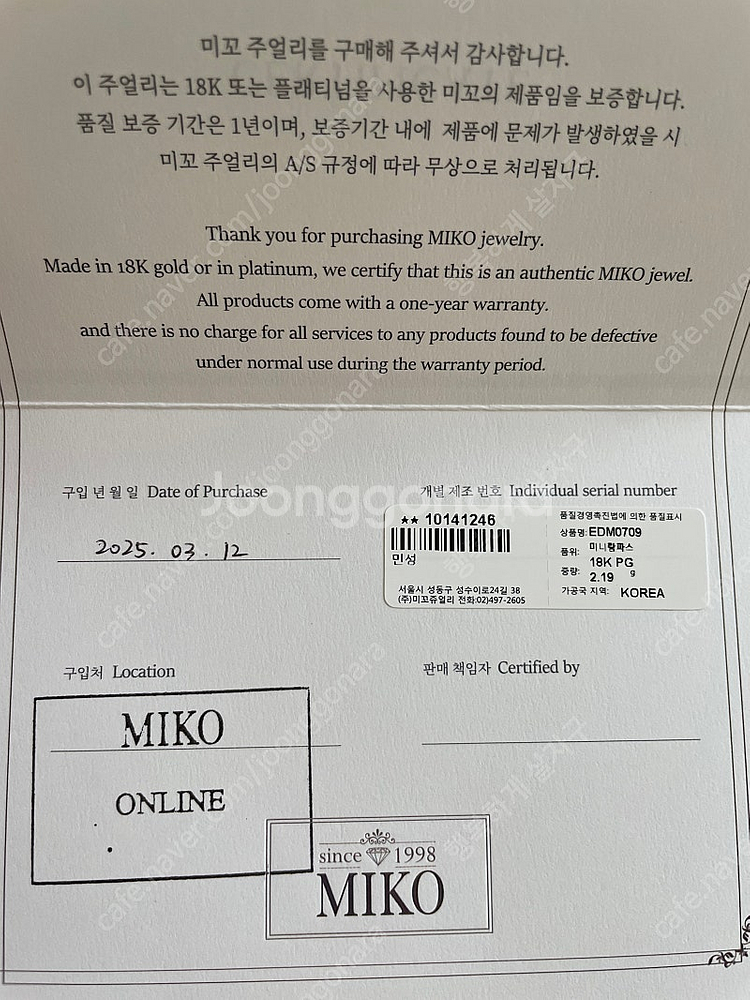 미꼬 주얼리를 구매해 주셔서 감사합니다.
이 주얼리는 18K 또는 플래티넘을 사용한 미꼬의 제품임을 보증합니다.
품질 보증 기간은 1년이며, 보증기간 내에 제품에 문제가 발생하였을 시
미꼬 주얼리의 A/S 규정에 따라 무상으로 처리됩니다.
Thank you for purchasing MIKO jewelry.
Made in 18K gold or in platinum, we certify that this is an authentic MIKO jewel.
All products come with a one-year warranty.
and there is no charge for all services to any products found to be defective
under normal use during the warranty period.
구입 년 월 일 Date of Purchase
2025. 03. 12
개별 제조 번호 Individual serial number
★★ 10141246
민성
서울시 성동구 성수이로24길 38
(주)미꼬쥬얼리 전화:02)497-2605
품질경영촉진법에 의한 품질표시
상품명: EDM0709
미니팡파스
품위: 18K PG
중량: 2.19 g
가공국 지역: KOREA
구입처 Location
MIKO
ONLINE
판매 책임자 Certified by
since 1998
MIKO
Joonggonara
cafe.naver.com/joonggonara